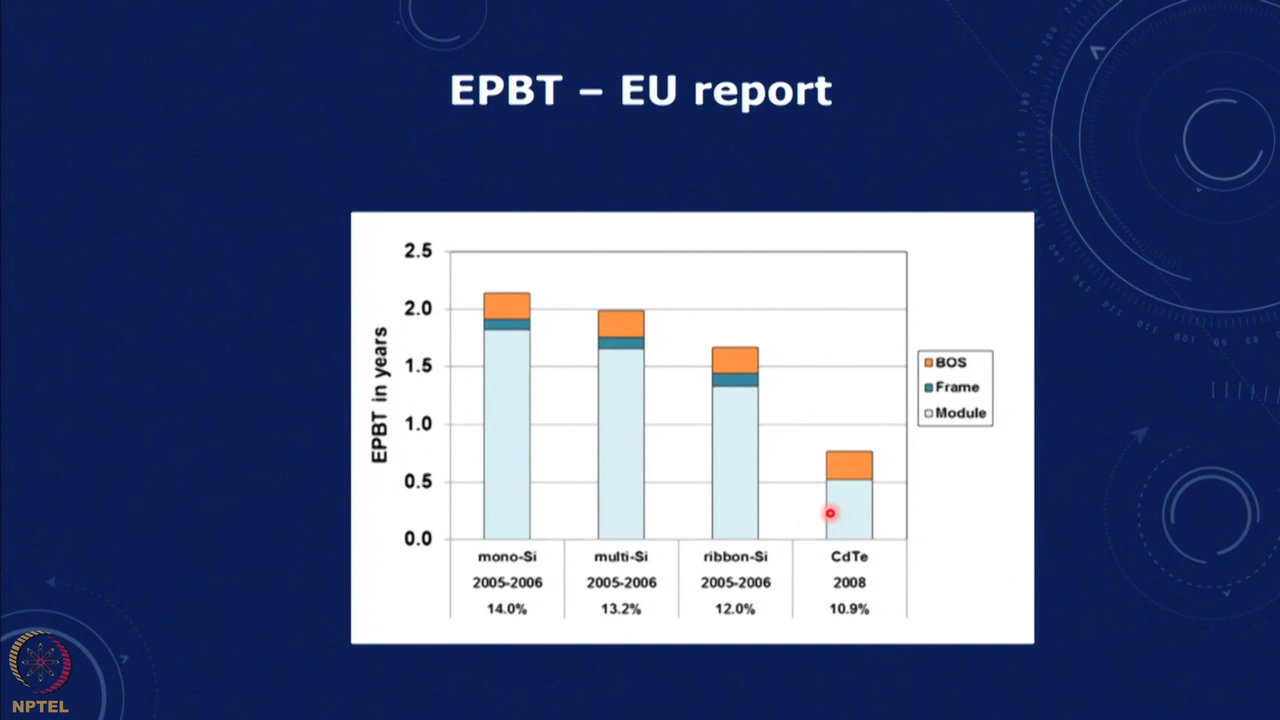 EPBT – EU report
EPBT in years
2.5
2.0
1.5
1.0
0.5
0.0
BOS
Frame
Module
mono-Si multi-Si ribbon-Si CdTe
2005-2006 2005-2006 2005-2006 2008
14.0% 13.2% 12.0% 10.9%
NPTEL